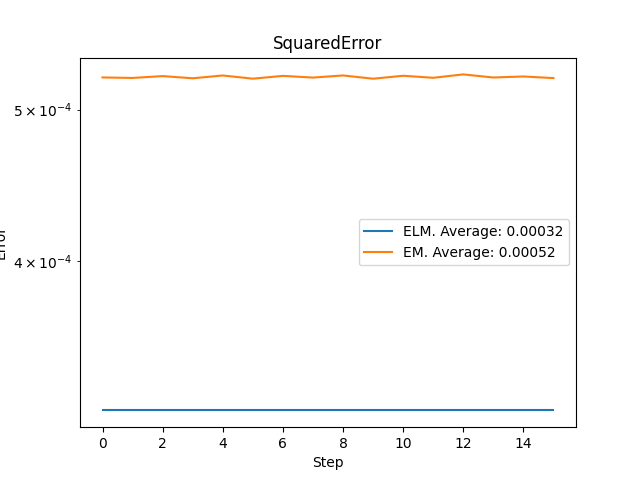 SquaredError
5 × 10⁻⁴
4 × 10⁻⁴
Error
ELM. Average: 0.00032
EM. Average: 0.00052
0 2 4 6 8 10 12 14
Step